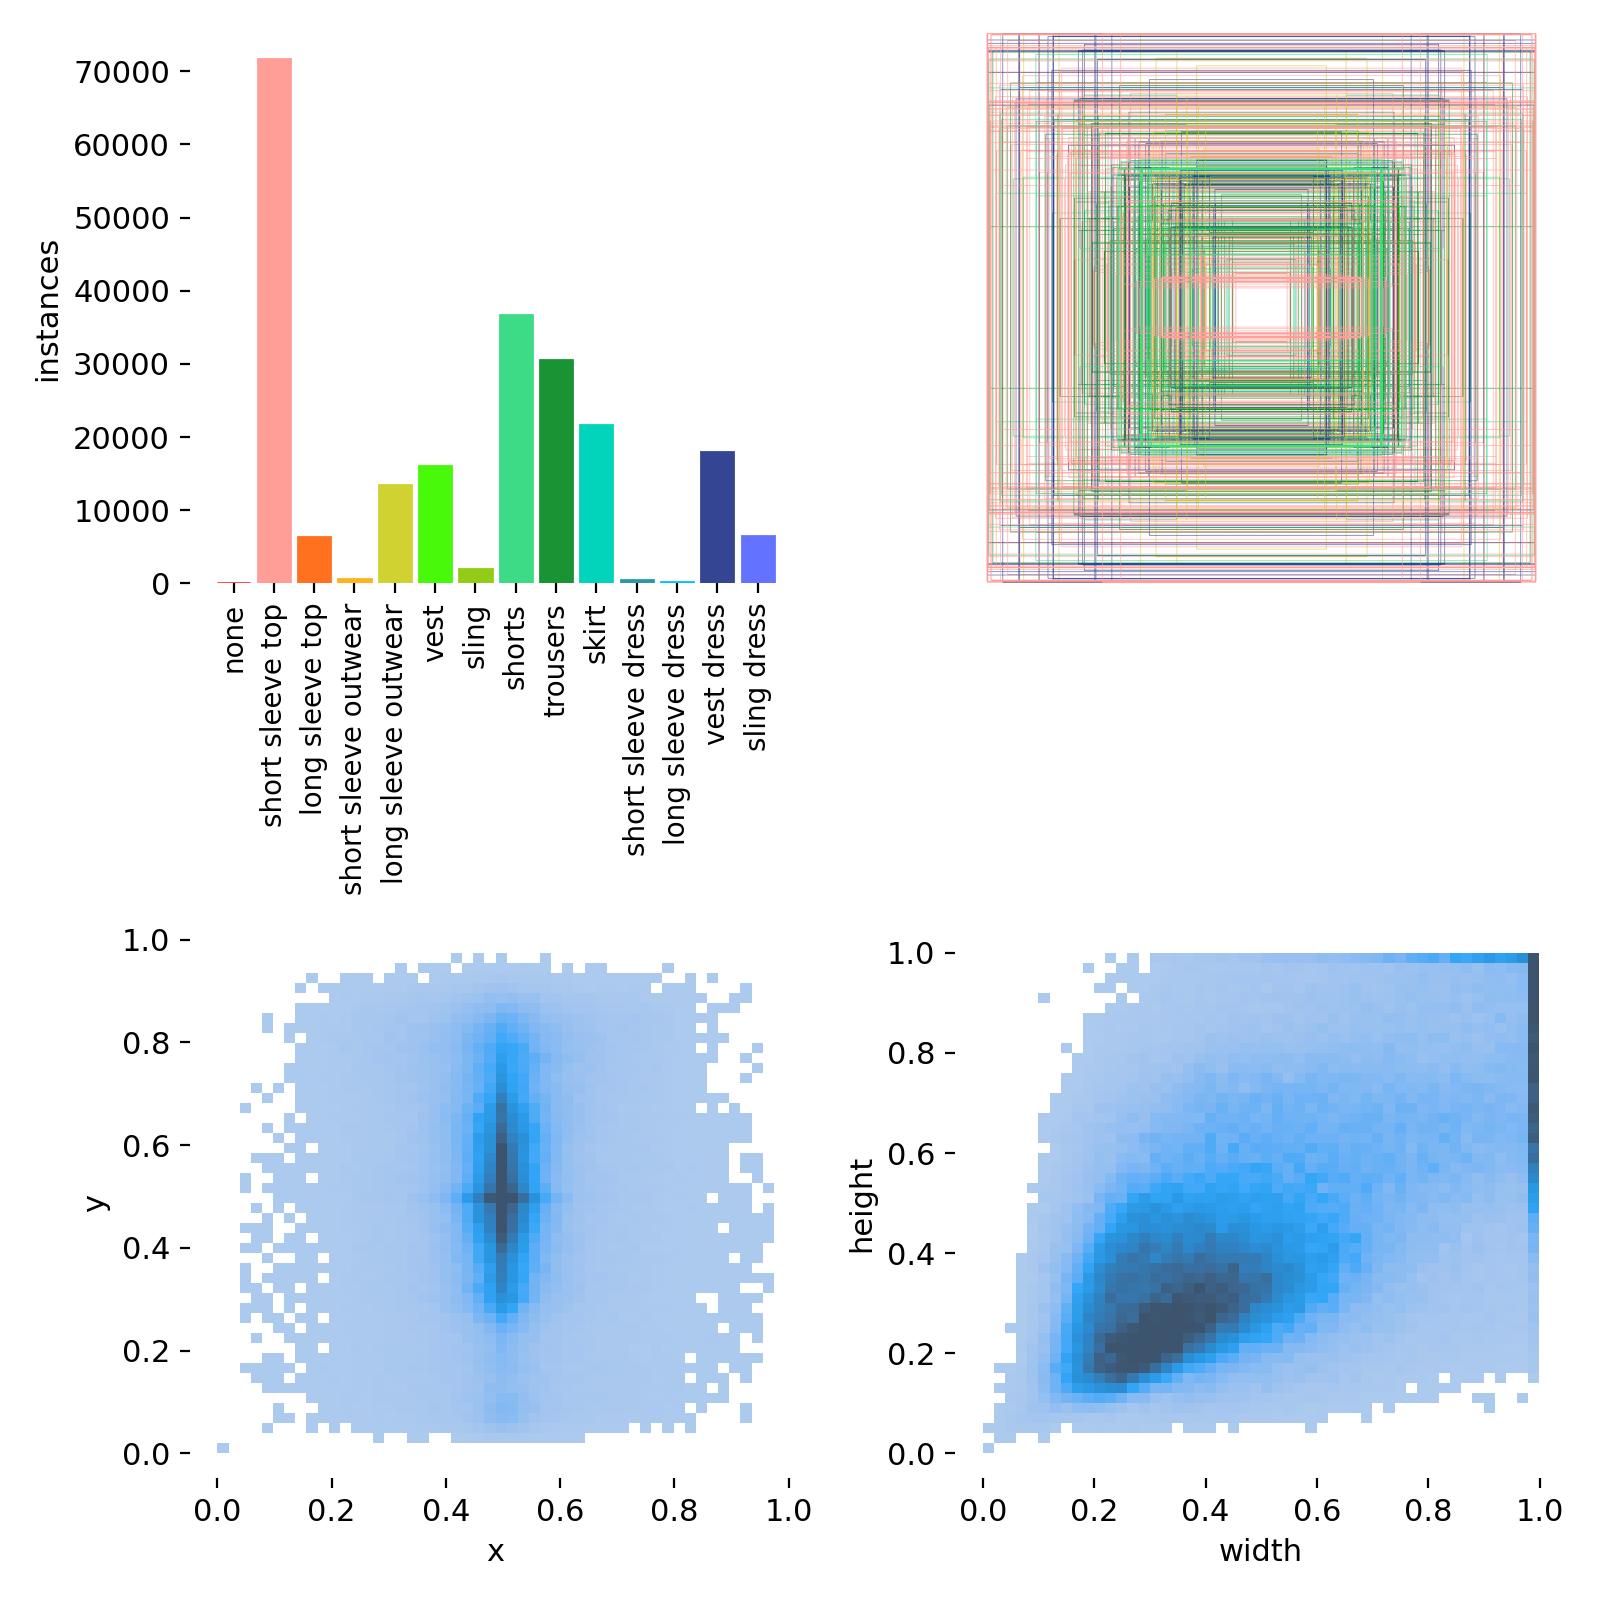 70000
60000
50000
40000
30000
20000
10000
0
instances
none
short sleeve top
long sleeve top
short sleeve outwear
long sleeve outwear
vest
sling
shorts
trousers
skirt
short sleeve dress
long sleeve dress
vest dress
sling dress
1.0
0.8
0.6
0.4
0.2
0.0
y
0.0 0.2 0.4 0.6 0.8 1.0
x
1.0
0.8
0.6
0.4
0.2
0.0
height
0.0 0.2 0.4 0.6 0.8 1.0
width